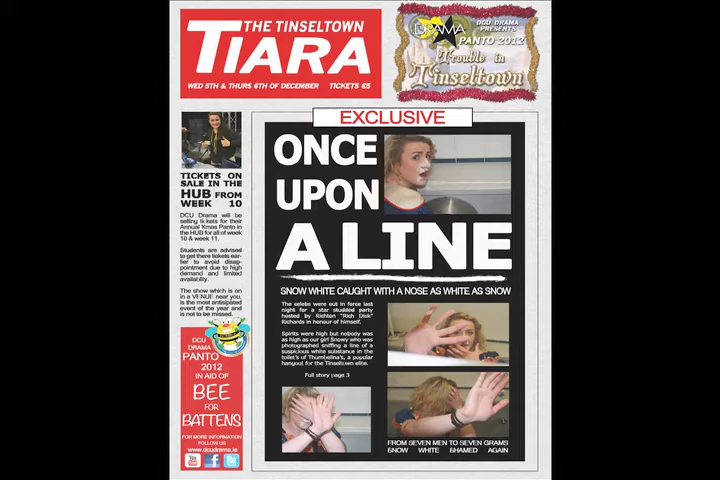 THE TINSELTOWN
TIARA
WED 5TH & THURS 6TH OF DECEMBER TICKETS €5
DRAMA
DCU DRAMA
PRESENTS
PANTO 2012
Trouble in
Tinseltown
EXCLUSIVE
ONCE
UPON
A LINE
SNOW WHITE CAUGHT WITH A NOSE AS WHITE AS SNOW
TICKETS ON
SALE IN THE
HUB FROM
WEEK 10
DCU Drama will be
selling tickets for their
Annual Xmas Panto in
the HUB for all of week
10 & week 11.
Students are advised
to get there tickets ear-
lier to avoid disap-
pointment due to high
demand and limited
availability.
The show which is on
in a VENUE near you,
is the most antisipated
event of the year and
is not to be missed.
DCU
DRAMA
PANTO
2012
IN AID OF
BEE
FOR
BATTENS
FOR MORE INFORMATION
FOLLOW US
www.dcudrama.ie
You
Tube
The celebs were out in force last
night for a star studded party
hosted by Richton "Rich Dick"
Richards in honour of himself.
Spirits were high but nobody was
as high as our girl Snowy who was
photographed sniffing a line of
a suspicious white substance in the
toilet's of Thumbelina's, a popular
hangout for the Tinseltown elite.
Full story page 3
FROM SEVEN MEN TO SEVEN GRAMS
SNOW WHITE SHAMED AGAIN